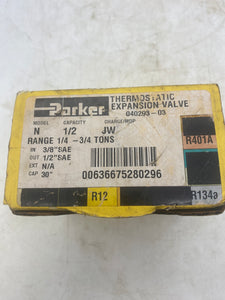 Parker
THERMOSTATIC
EXPANSION VALVE
040293-03
MODEL CAPACITY CHARGE/MOP
N 1/2 JW
RANGE 1/4 -3/4 TONS
IN 3/8"SAE
OUT 1/2"SAE
EXT N/A
CAP 30"
R401A
00636675280296
R12
R134a